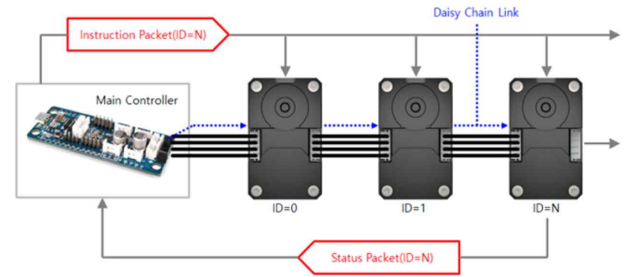 Daisy Chain Link
Instruction Packet(ID=N)
Main Controller
ID=0
ID=1
ID=N
Status Packet(ID=N)